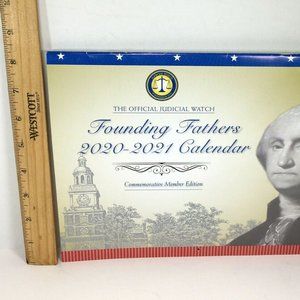 THE OFFICIAL JUDICIAL WATCH
Founding Fathers
2020-2021 Calendar
Commemorative Member Edition
WESTCOTT